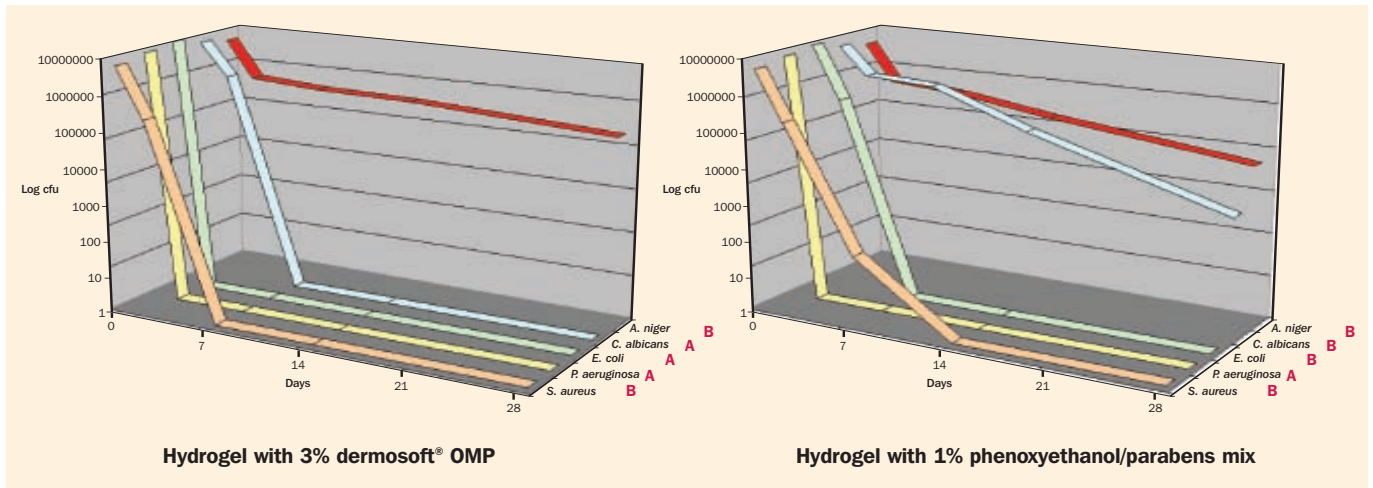 10000000
1000000
100000
10000
Log cfu
1000
100
10
1
0
7
14
21
28
Days
A. niger B
C. albicans A
E. coli A
P. aeruginosa A
S. aureus B
Hydrogel with 3% dermosoft® OMP
10000000
1000000
100000
10000
Log cfu
1000
100
10
1
0
7
14
21
28
Days
A. niger B
C. albicans B
E. coli B
P. aeruginosa A
S. aureus B
Hydrogel with 1% phenoxyethanol/parabens mix